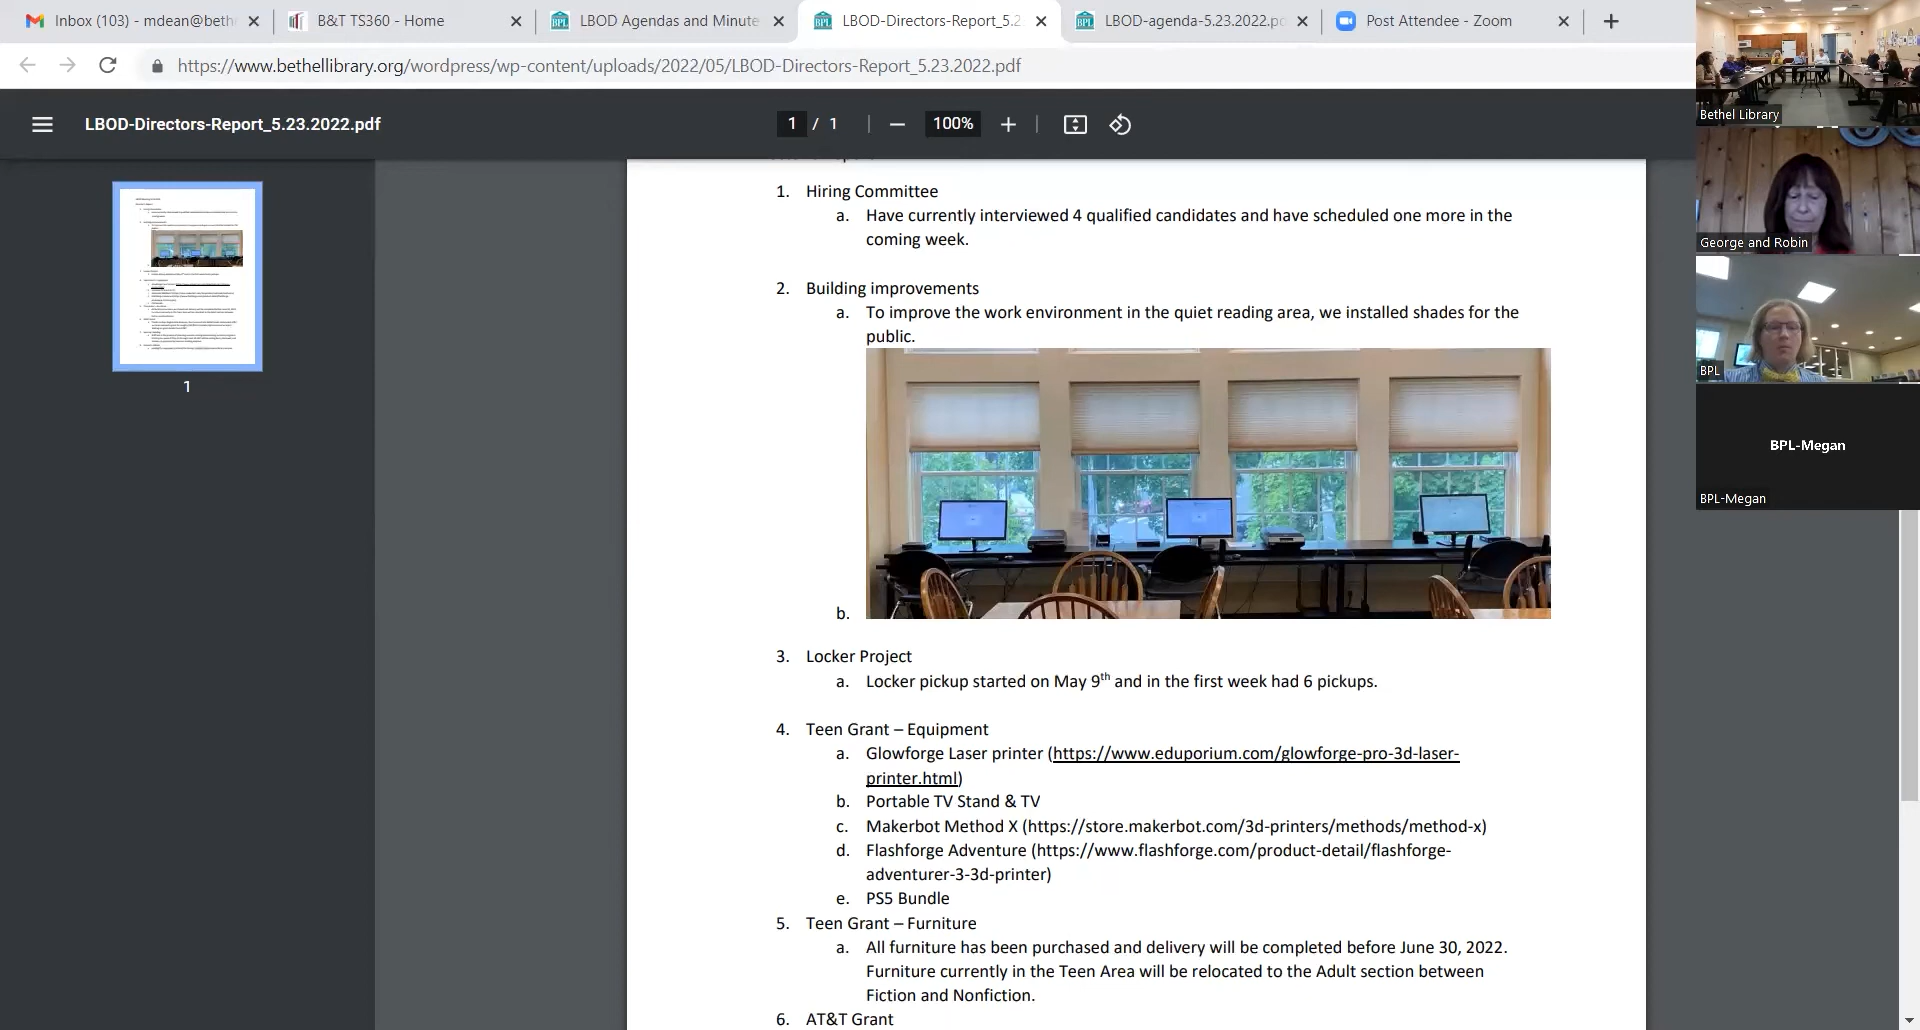 Inbox (103) - mdean@beth
B&T TS360 - Home
LBOD Agendas and Minute
LBOD-Directors-Report_5.2
LBOD-agenda-5.23.2022.p
Post Attendee - Zoom
https://www.bethellibrary.org/wordpress/wp-content/uploads/2022/05/LBOD-Directors-Report_5.23.2022.pdf
LBOD-Directors-Report_5.23.2022.pdf
1 / 1
100%
1
1. Hiring Committee
a. Have currently interviewed 4 qualified candidates and have scheduled one more in the
coming week.
2. Building improvements
a. To improve the work environment in the quiet reading area, we installed shades for the
public.
b.
3. Locker Project
a. Locker pickup started on May 9th and in the first week had 6 pickups.
4. Teen Grant – Equipment
a. Glowforge Laser printer (https://www.eduporium.com/glowforge-pro-3d-laser-
printer.html)
b. Portable TV Stand & TV
c. Makerbot Method X (https://store.makerbot.com/3d-printers/methods/method-x)
d. Flashforge Adventure (https://www.flashforge.com/product-detail/flashforge-
adventurer-3-3d-printer)
e. PS5 Bundle
5. Teen Grant – Furniture
a. All furniture has been purchased and delivery will be completed before June 30, 2022.
Furniture currently in the Teen Area will be relocated to the Adult section between
Fiction and Nonfiction.
6. AT&T Grant
Bethel Library
George and Robin
BPL
BPL-Megan
BPL-Megan